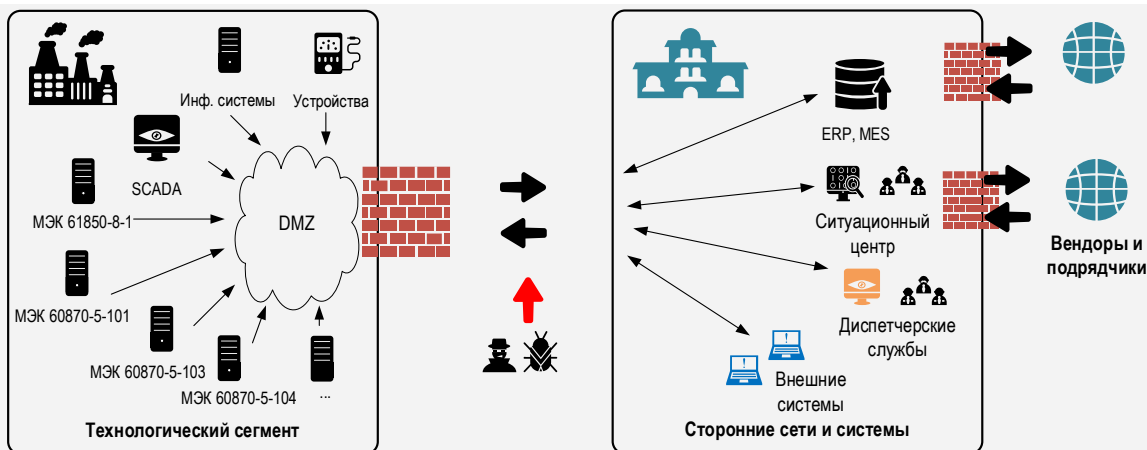 Инф. системы
Устройства
SCADA
МЭК 61850-8-1
DMZ
МЭК 60870-5-101
МЭК 60870-5-103
МЭК 60870-5-104
...
Технологический сегмент
ERP, MES
Ситуационный
центр
Диспетчерские
службы
Внешние
системы
Сторонние сети и системы
Вендоры и
подрядчики